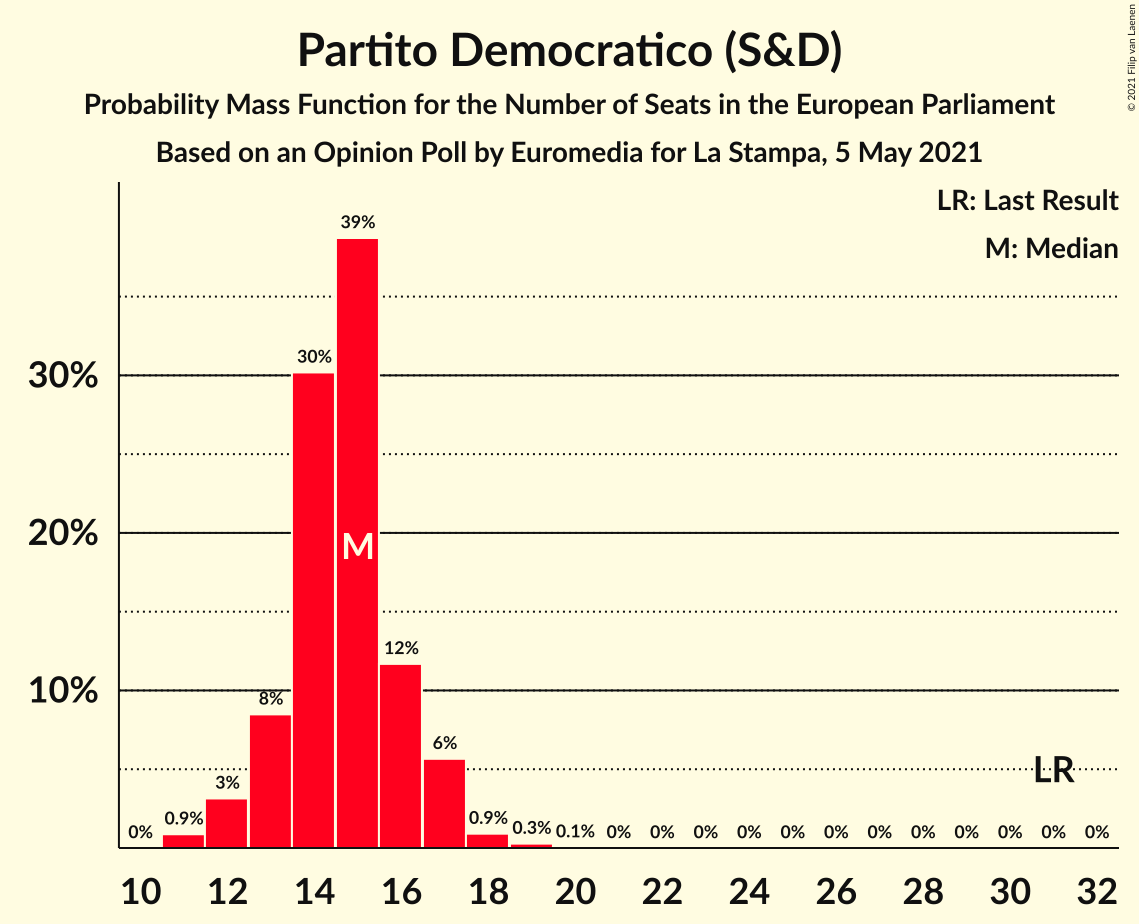 Partito Democratico (S&D)
Probability Mass Function for the Number of Seats in the European Parliament
Based on an Opinion Poll by Euromedia for La Stampa, 5 May 2021
© 2021 Filip van Laenen
LR: Last Result
M: Median
30%
20%
10%
0%
0.9%
3%
8%
30%
39%
M
12%
6%
0.9%
0.3%
0.1%
0%
0%
0%
0%
0%
0%
0%
0%
0%
0%
0%
0%
LR
10 12 14 16 18 20 22 24 26 28 30 32